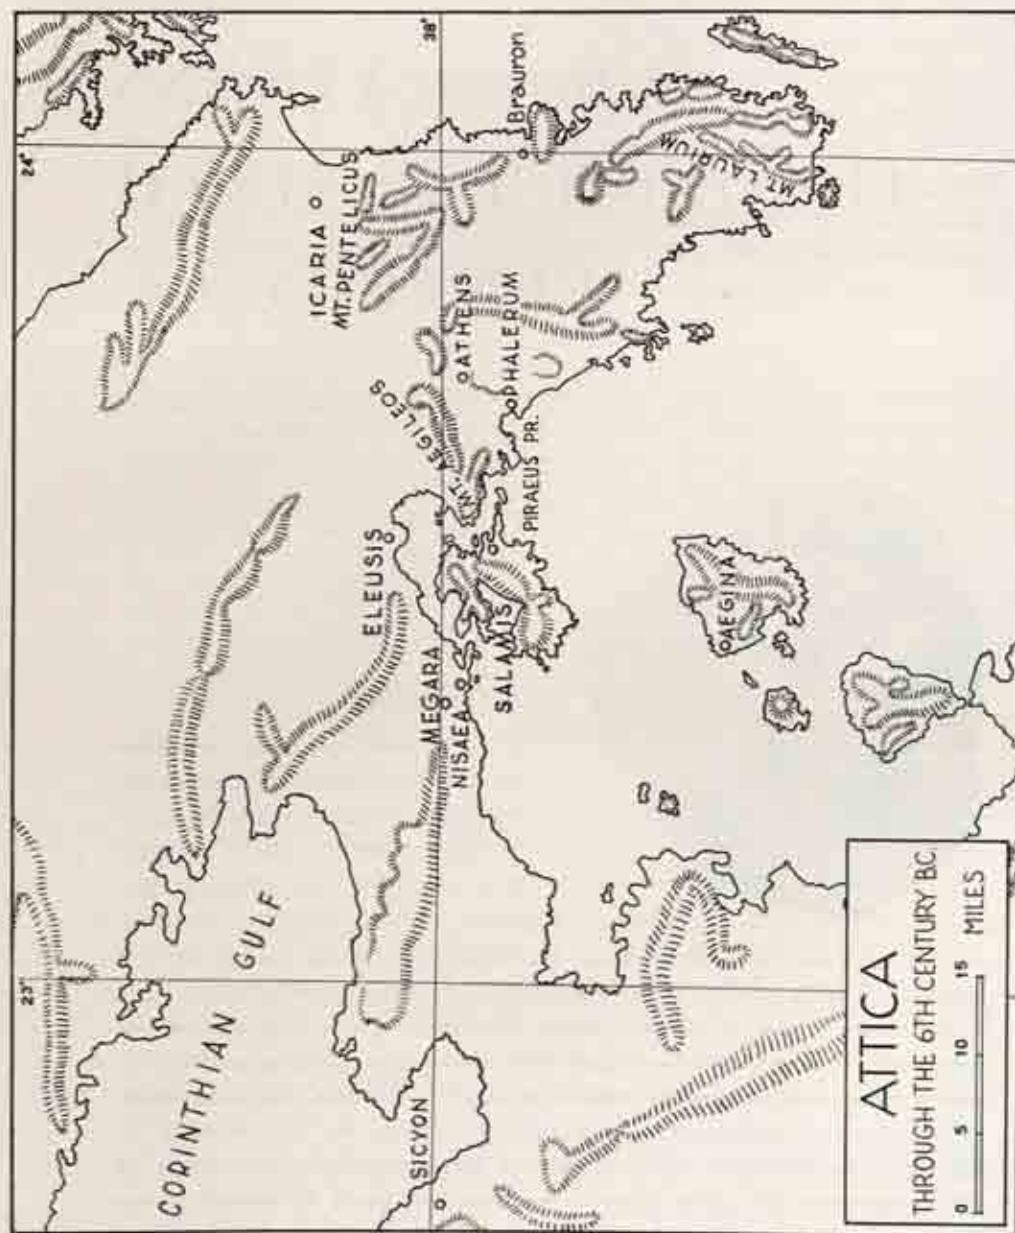 23°
24°
CORINTHIAN
GULF
ICARIA
MT. PENTELICUS
ELEUSIS
MT. AEGILEOS
38°
SICYON
MEGARA
NISAEA
ATHENS
SALAMIS
PHALERUM
Brauron
PIRAEUS PR.
MT. LAURIUM
AEGINA
ATTICA
THROUGH THE 6TH CENTURY B.C.
0 5 10 15 MILES